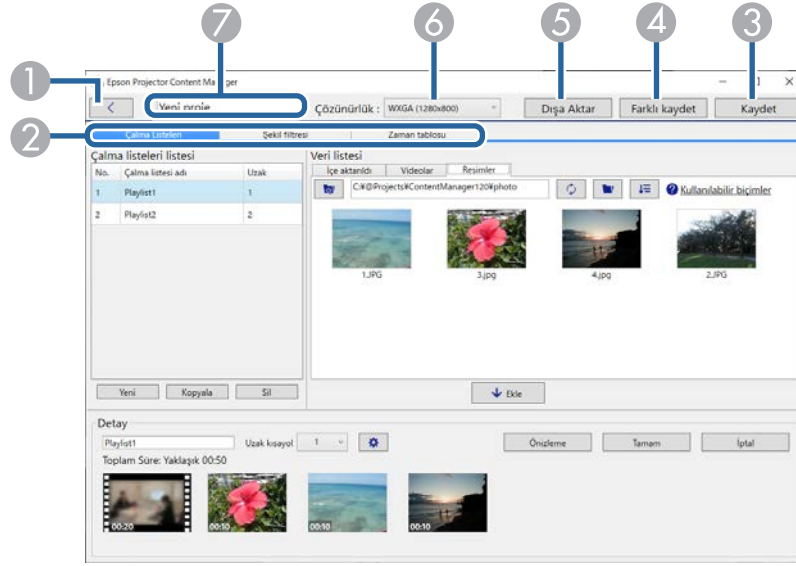 7 6 5 4 3
1
Epson Projector Content Manager
Yeni proje Çözünürlük : WXGA (1280x800) Dışa Aktar Farklı kaydet Kaydet
2
Çalma Listeleri Şekil filtresi Zaman tablosu
Çalma listeleri listesi
No. Çalma listesi adı Uzak
1 Playlist1 1
2 Playlist2 2
Veri listesi
İçe aktarıldı Videolar Resimler
C:¥@Projects¥ContentManager120¥photo Kullanılabilir biçimler
1.JPG 3.jpg 4.jpg 2.JPG
Yeni Kopyala Sil
Ekle
Detay
Playlist1 Uzak kısayol 1 Önizleme Tamam İptal
Toplam Süre: Yaklaşık 00:50
00:20 00:10 00:10 00:10